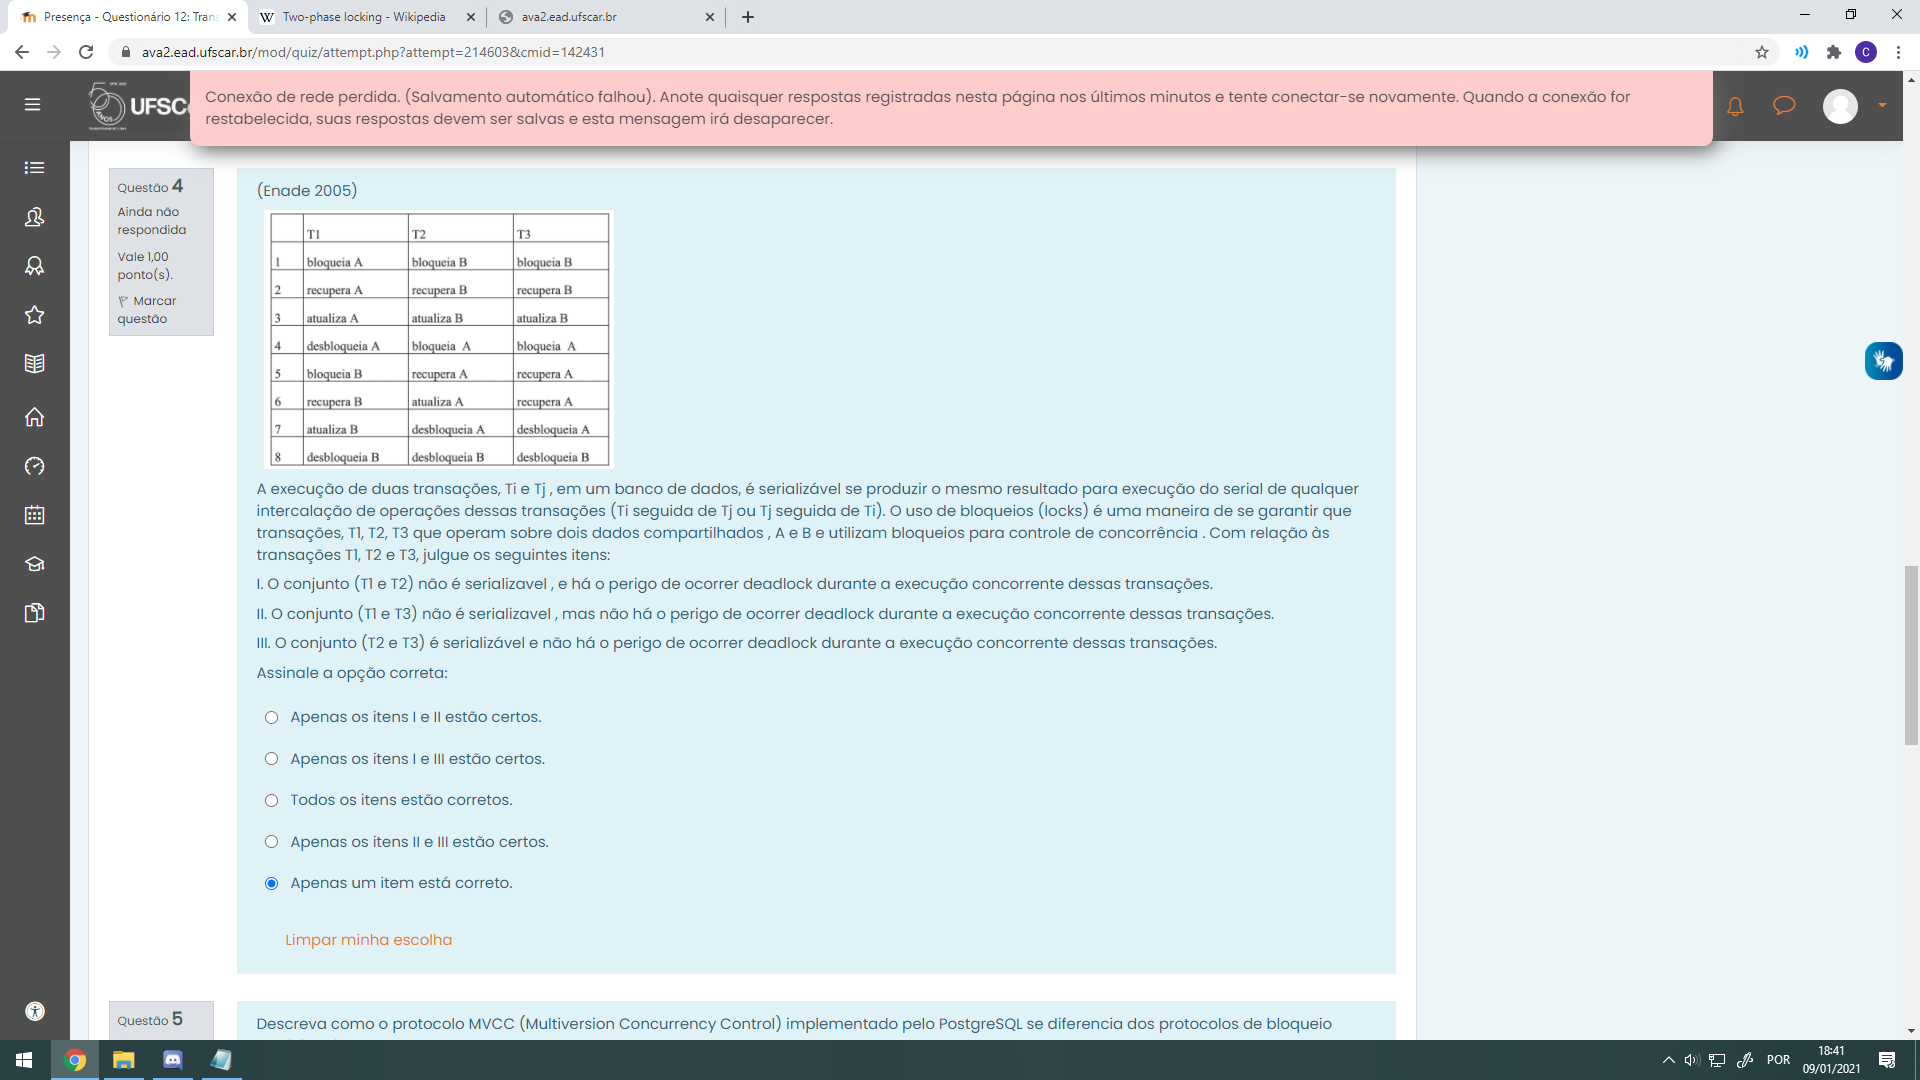 Presença - Questionário 12: Tran
Two-phase locking - Wikipedia
ava2.ead.ufscar.br
ava2.ead.ufscar.br/mod/quiz/attempt.php?attempt=214603&cmid=142431
C
UFSC
Conexão de rede perdida. (Salvamento automático falhou). Anote quaisquer respostas registradas nesta página nos últimos minutos e tente conectar-se novamente. Quando a conexão for
restabelecida, suas respostas devem ser salvas e esta mensagem irá desaparecer.
Questão 4
Ainda não
respondida
Vale 1,00
ponto(s).
Marcar
questão
(Enade 2005)
T1 T2 T3
1 bloqueia A bloqueia B bloqueia B
2 recupera A recupera B recupera B
3 atualiza A atualiza B atualiza B
4 desbloqueia A bloqueia A bloqueia A
5 bloqueia B recupera A recupera A
6 recupera B atualiza A recupera A
7 atualiza B desbloqueia A desbloqueia A
8 desbloqueia B desbloqueia B desbloqueia B
A execução de duas transações, Ti e Tj , em um banco de dados, é serializável se produzir o mesmo resultado para execução do serial de qualquer
intercalação de operações dessas transações (Ti seguida de Tj ou Tj seguida de Ti). O uso de bloqueios (locks) é uma maneira de se garantir que
transações, T1, T2, T3 que operam sobre dois dados compartilhados , A e B e utilizam bloqueios para controle de concorrência . Com relação às
transações T1, T2 e T3, julgue os seguintes itens:
I. O conjunto (T1 e T2) não é serializavel , e há o perigo de ocorrer deadlock durante a execução concorrente dessas transações.
II. O conjunto (T1 e T3) não é serializavel , mas não há o perigo de ocorrer deadlock durante a execução concorrente dessas transações.
III. O conjunto (T2 e T3) é serializável e não há o perigo de ocorrer deadlock durante a execução concorrente dessas transações.
Assinale a opção correta:
Apenas os itens I e II estão certos.
Apenas os itens I e III estão certos.
Todos os itens estão corretos.
Apenas os itens II e III estão certos.
Apenas um item está correto.
Limpar minha escolha
Questão 5
Descreva como o protocolo MVCC (Multiversion Concurrency Control) implementado pelo PostgreSQL se diferencia dos protocolos de bloqueio
POR
18:41
09/01/2021